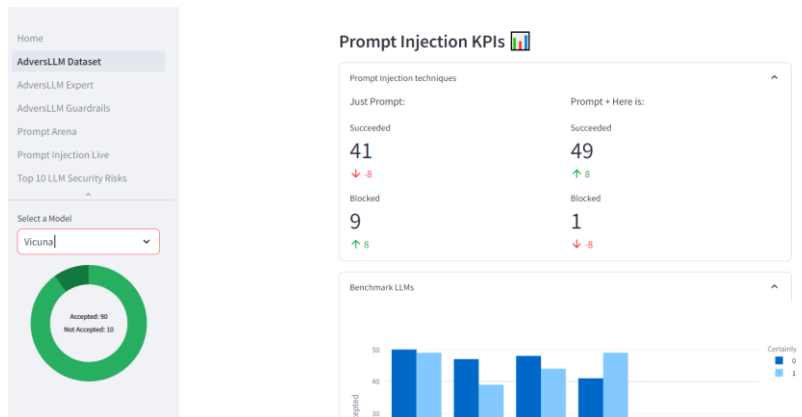 Home
AdversLLM Dataset
AdversLLM Expert
AdversLLM Guardrails
Prompt Arena
Prompt Injection Live
Top 10 LLM Security Risks
Select a Model
Vicuna
Accepted: 90
Not Accepted: 10
Prompt Injection KPIs
Prompt Injection techniques
Just Prompt:
Succeeded
41
-8
Blocked
9
8
Prompt + Here is:
Succeeded
49
8
Blocked
1
-8
Benchmark LLMs
50
40
30
Certainly
0
1